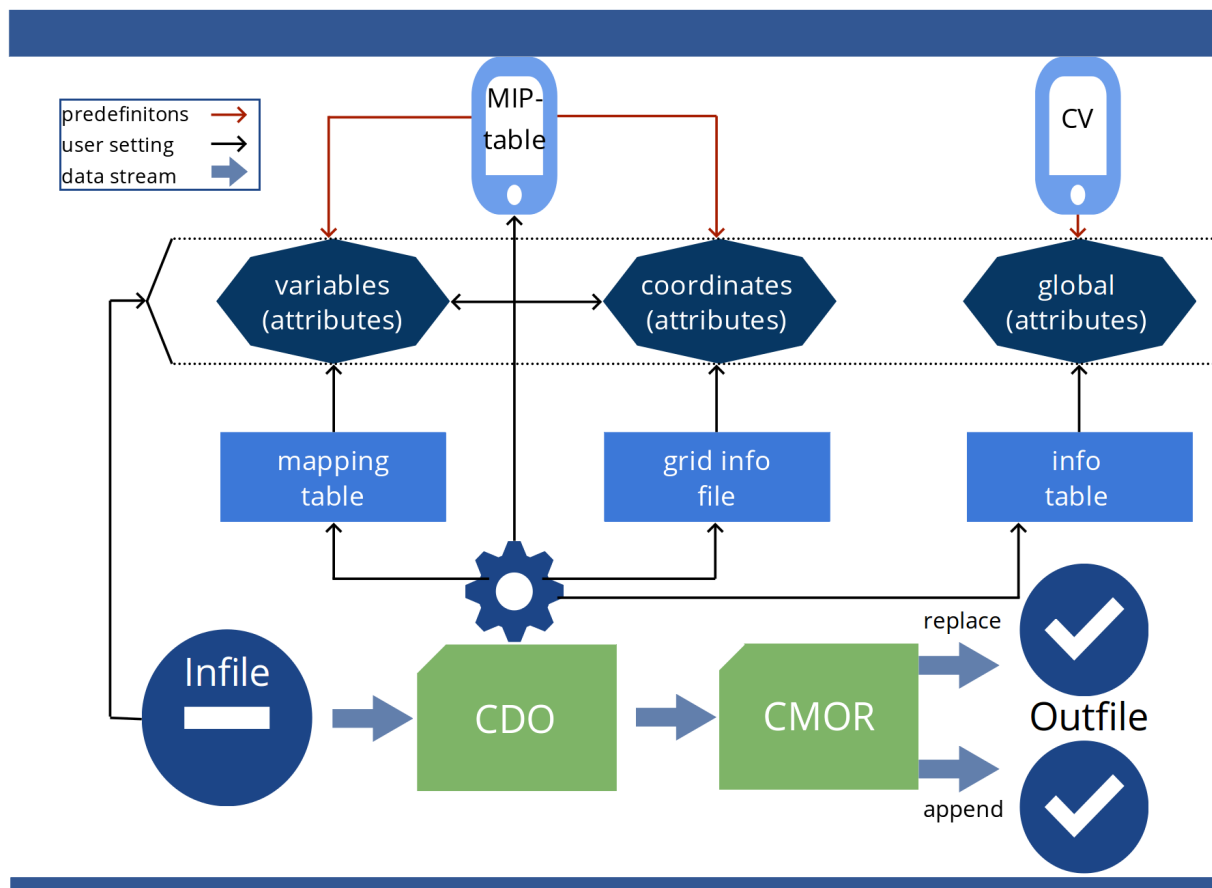 MIP-
table
CV
predefinitons
user setting
data stream
variables
(attributes)
coordinates
(attributes)
global
(attributes)
mapping
table
grid info
file
info
table
replace
Infile
CDO
CMOR
Outfile
append